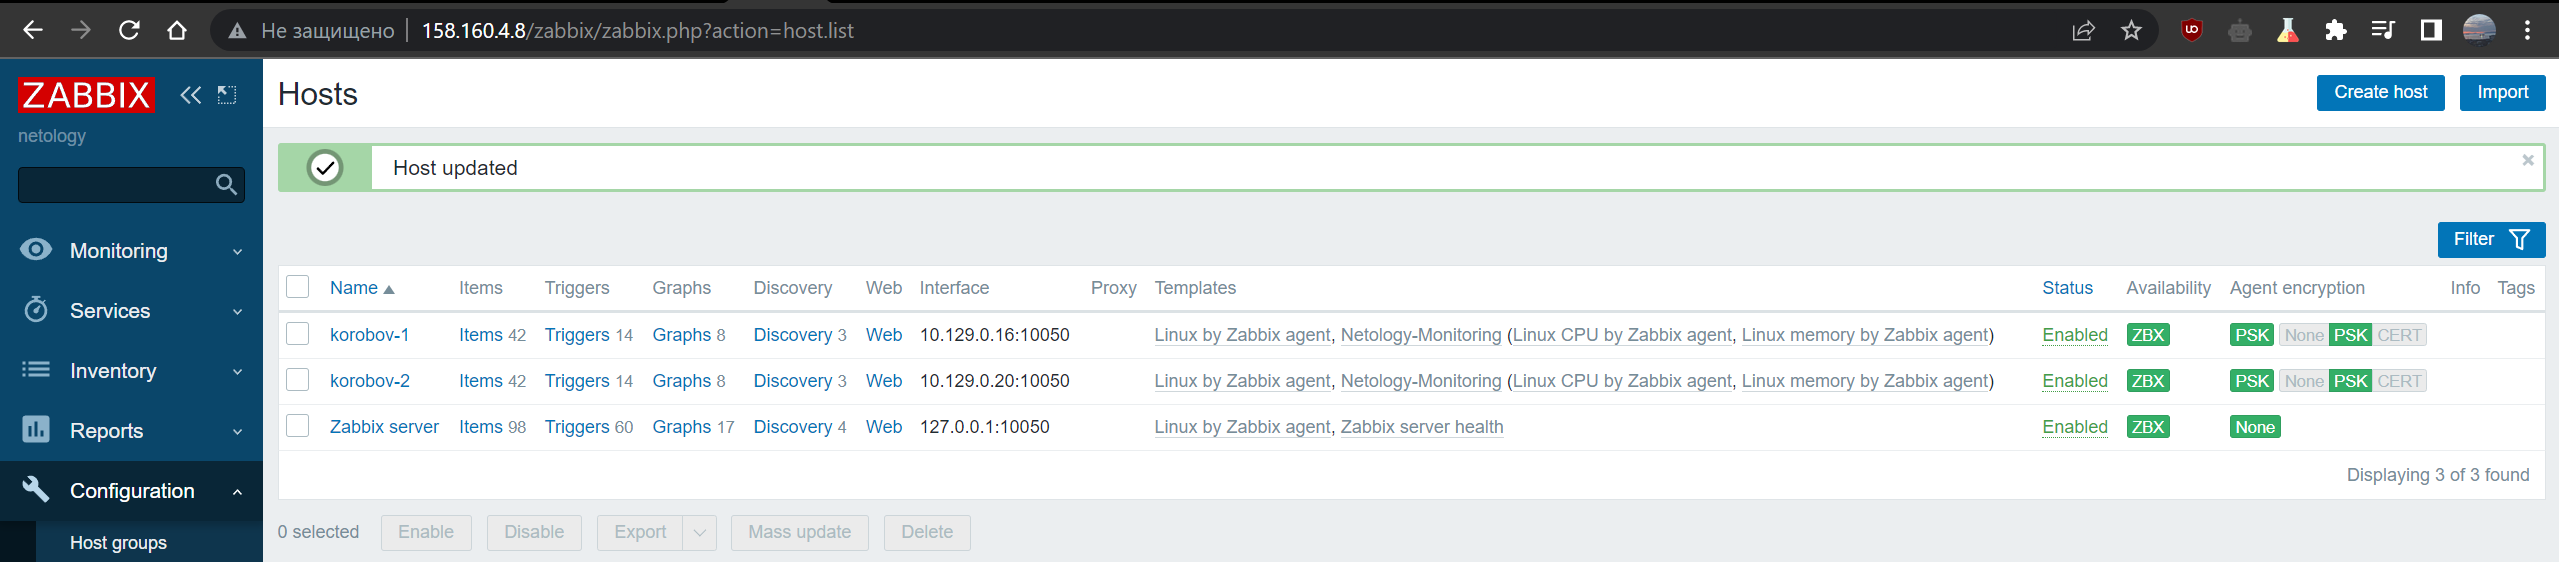 Не защищено 158.160.4.8/zabbix/zabbix.php?action=host.list
ZABBIX
netology
Monitoring
Services
Inventory
Reports
Configuration
Host groups
Hosts
Create host Import
Host updated
Filter
Name Items Triggers Graphs Discovery Web Interface Proxy Templates Status Availability Agent encryption Info Tags
korobov-1 Items 42 Triggers 14 Graphs 8 Discovery 3 Web 10.129.0.16:10050 Linux by Zabbix agent, Netology-Monitoring (Linux CPU by Zabbix agent, Linux memory by Zabbix agent) Enabled ZBX PSK None PSK CERT
korobov-2 Items 42 Triggers 14 Graphs 8 Discovery 3 Web 10.129.0.20:10050 Linux by Zabbix agent, Netology-Monitoring (Linux CPU by Zabbix agent, Linux memory by Zabbix agent) Enabled ZBX PSK None PSK CERT
Zabbix server Items 98 Triggers 60 Graphs 17 Discovery 4 Web 127.0.0.1:10050 Linux by Zabbix agent, Zabbix server health Enabled ZBX None
Displaying 3 of 3 found
0 selected Enable Disable Export Mass update Delete